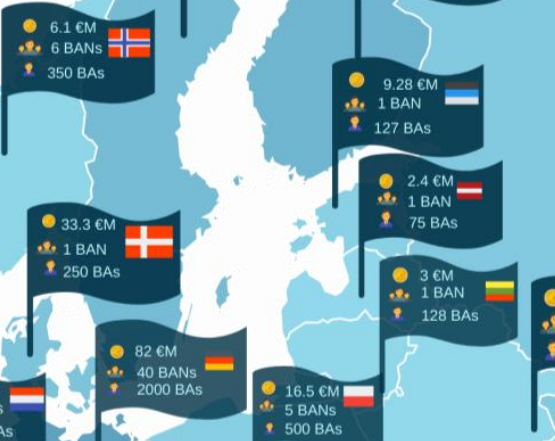 6.1 €M
6 BANs
350 BAs
9.28 €M
1 BAN
127 BAs
2.4 €M
1 BAN
75 BAs
33.3 €M
1 BAN
250 BAs
3 €M
1 BAN
128 BAs
82 €M
40 BANs
2000 BAs
16.5 €M
5 BANs
500 BAs
s
As